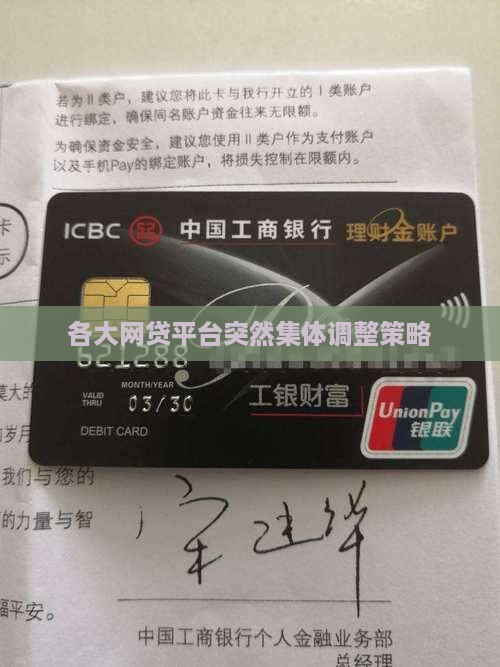 若为Ⅱ类户，建议您将此卡与我行开立的Ⅰ类账户
进行绑定，确保同名账户资金往来无限额。
为确保资金安全，建议您使用Ⅱ类户作为支付账户
以及手机Pay的绑定账户，将损失控制在限额内。
卡
示
ICBC 中国工商银行 理财金账户
各大网贷平台突然集体调整策略
621288
MONTH/YEAR
VALID THRU 03/30
工银财富
DEBIT CARD
UnionPay
银联
莫大的
岁月
我们与您的
的力量与智
福平安。
中国工商银行个人金融业务部
总经理